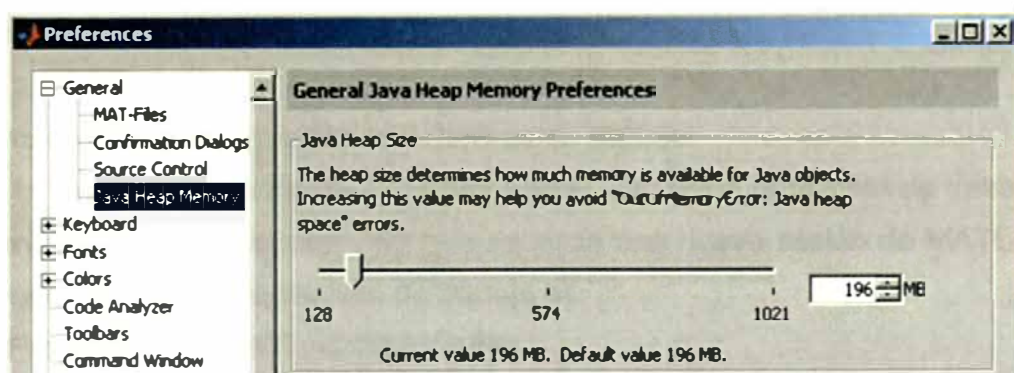 Preferences
General
MAT-Files
Confirmation Dialogs
Source Control
Java Heap Memory
Keyboard
Fonts
Colors
Code Analyzer
Toolbars
Command Window
General Java Heap Memory Preferences
Java Heap Size
The heap size determines how much memory is available for Java objects.
Increasing this value may help you avoid "OutOfMemoryError: Java heap
space" errors.
128 574 1021
196 MB
Current value 196 MB. Default value 196 MB.